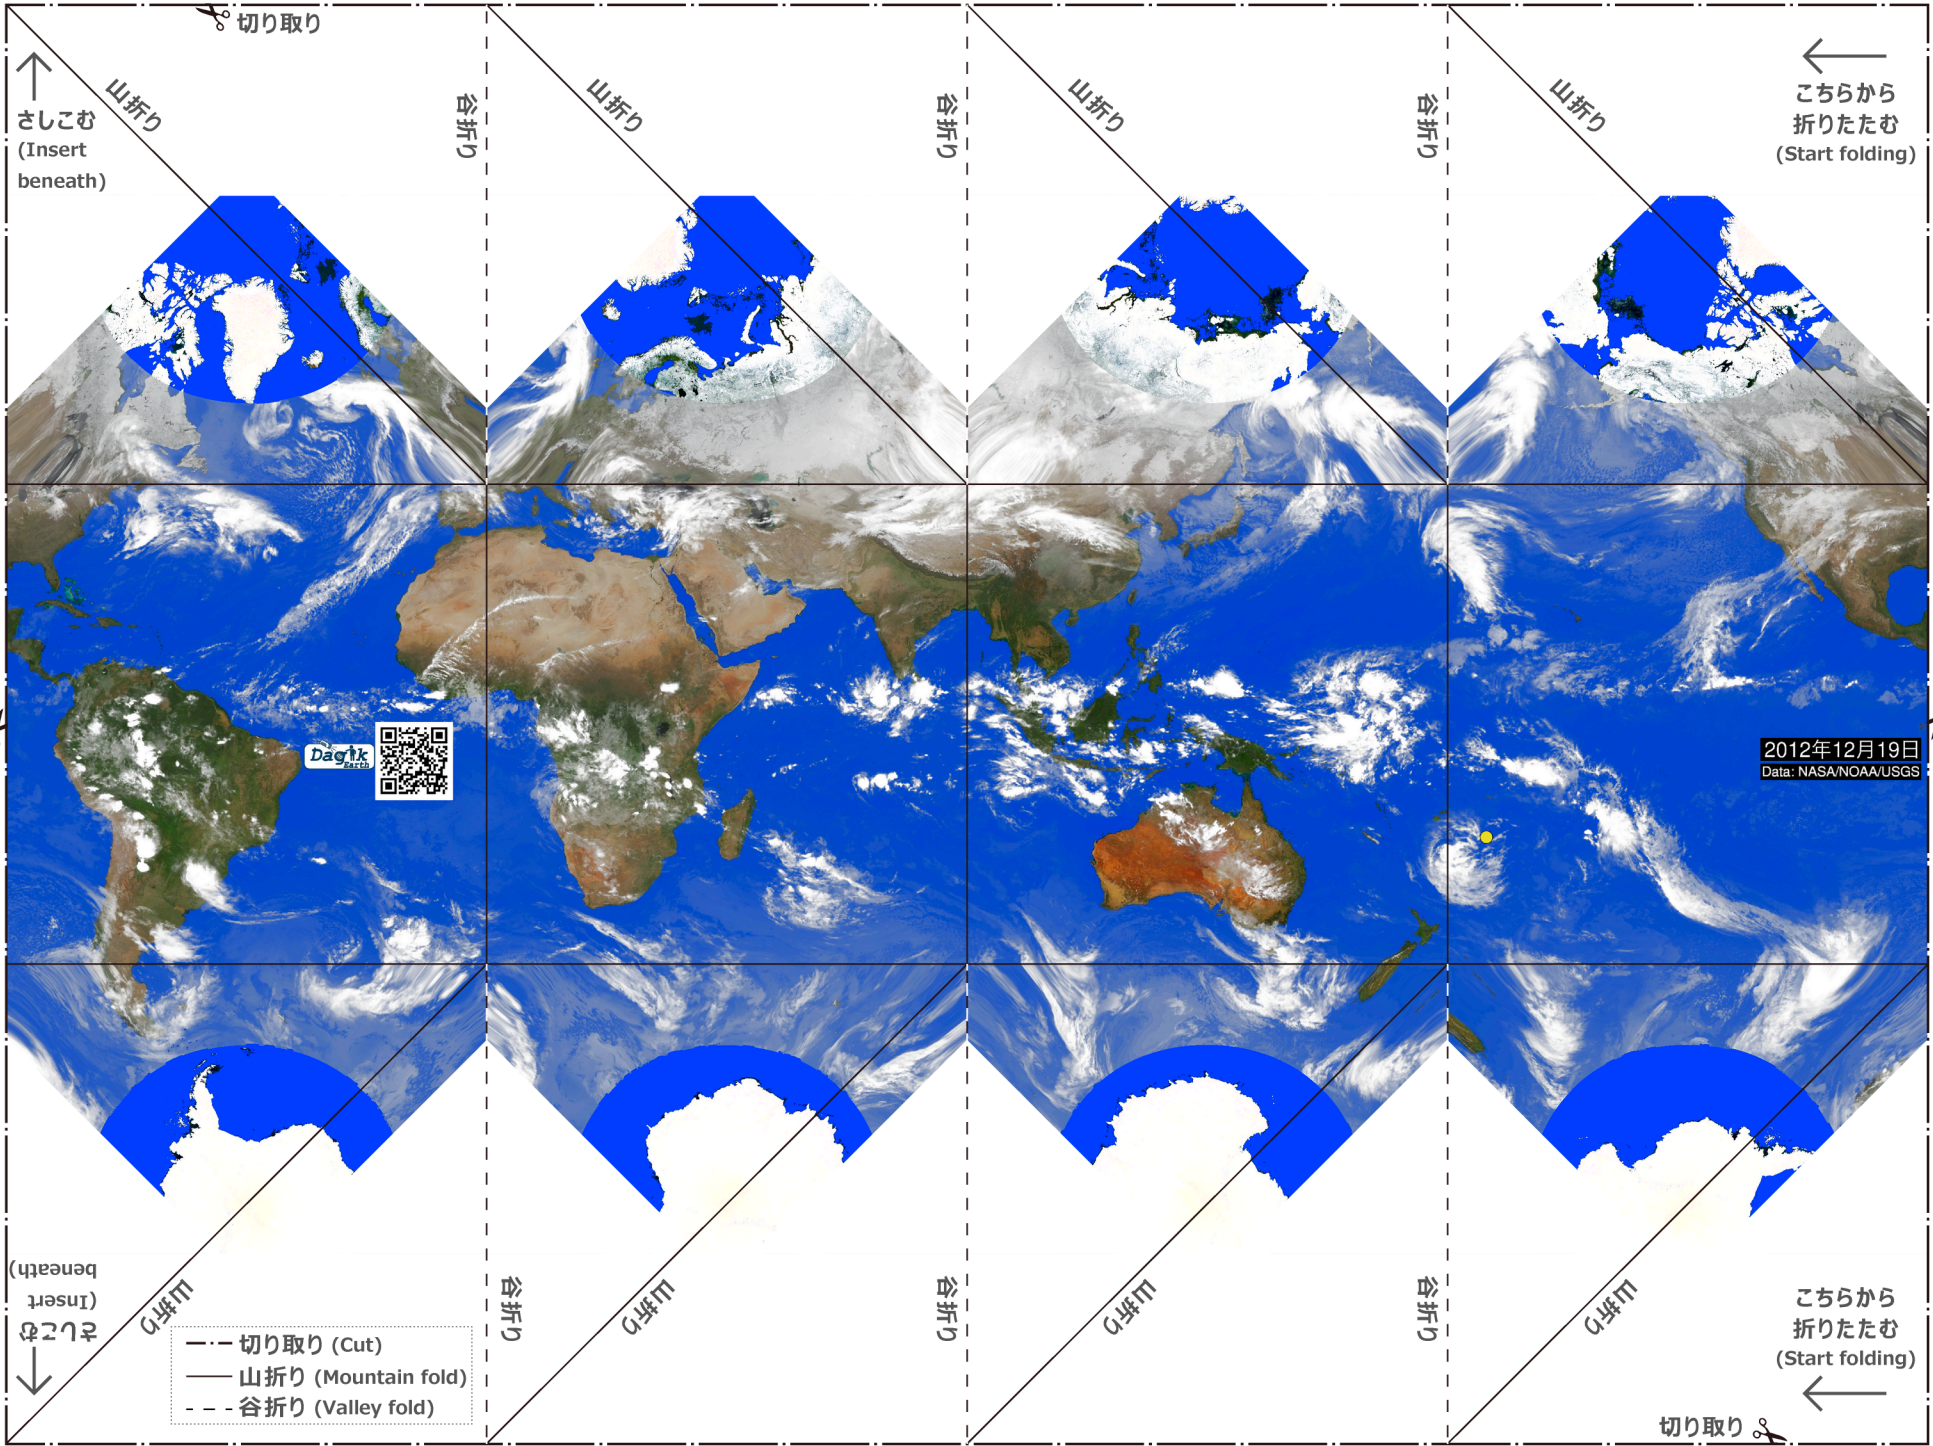 切り取り
さしこむ
(Insert
beneath)
山折り
谷折り
山折り
谷折り
山折り
谷折り
山折り
こちらから
折りたたむ
(Start folding)
Dagik
Earth
2012年12月19日
Data: NASA/NOAA/USGS
さしこむ
(Insert
beneath)
山折り
谷折り
山折り
谷折り
山折り
谷折り
山折り
こちらから
折りたたむ
(Start folding)
切り取り (Cut)
山折り (Mountain fold)
谷折り (Valley fold)
切り取り